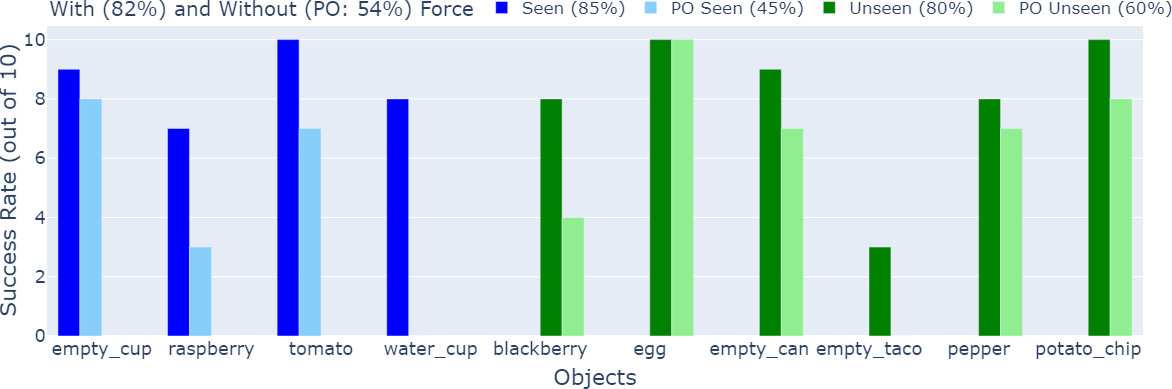 With (82%) and Without (PO: 54%) Force Seen (85%) PO Seen (45%) Unseen (80%) PO Unseen (60%)
Success Rate (out of 10)
10
8
6
4
2
0
empty_cup raspberry tomato water_cup blackberry egg empty_can empty_taco pepper potato_chip
Objects